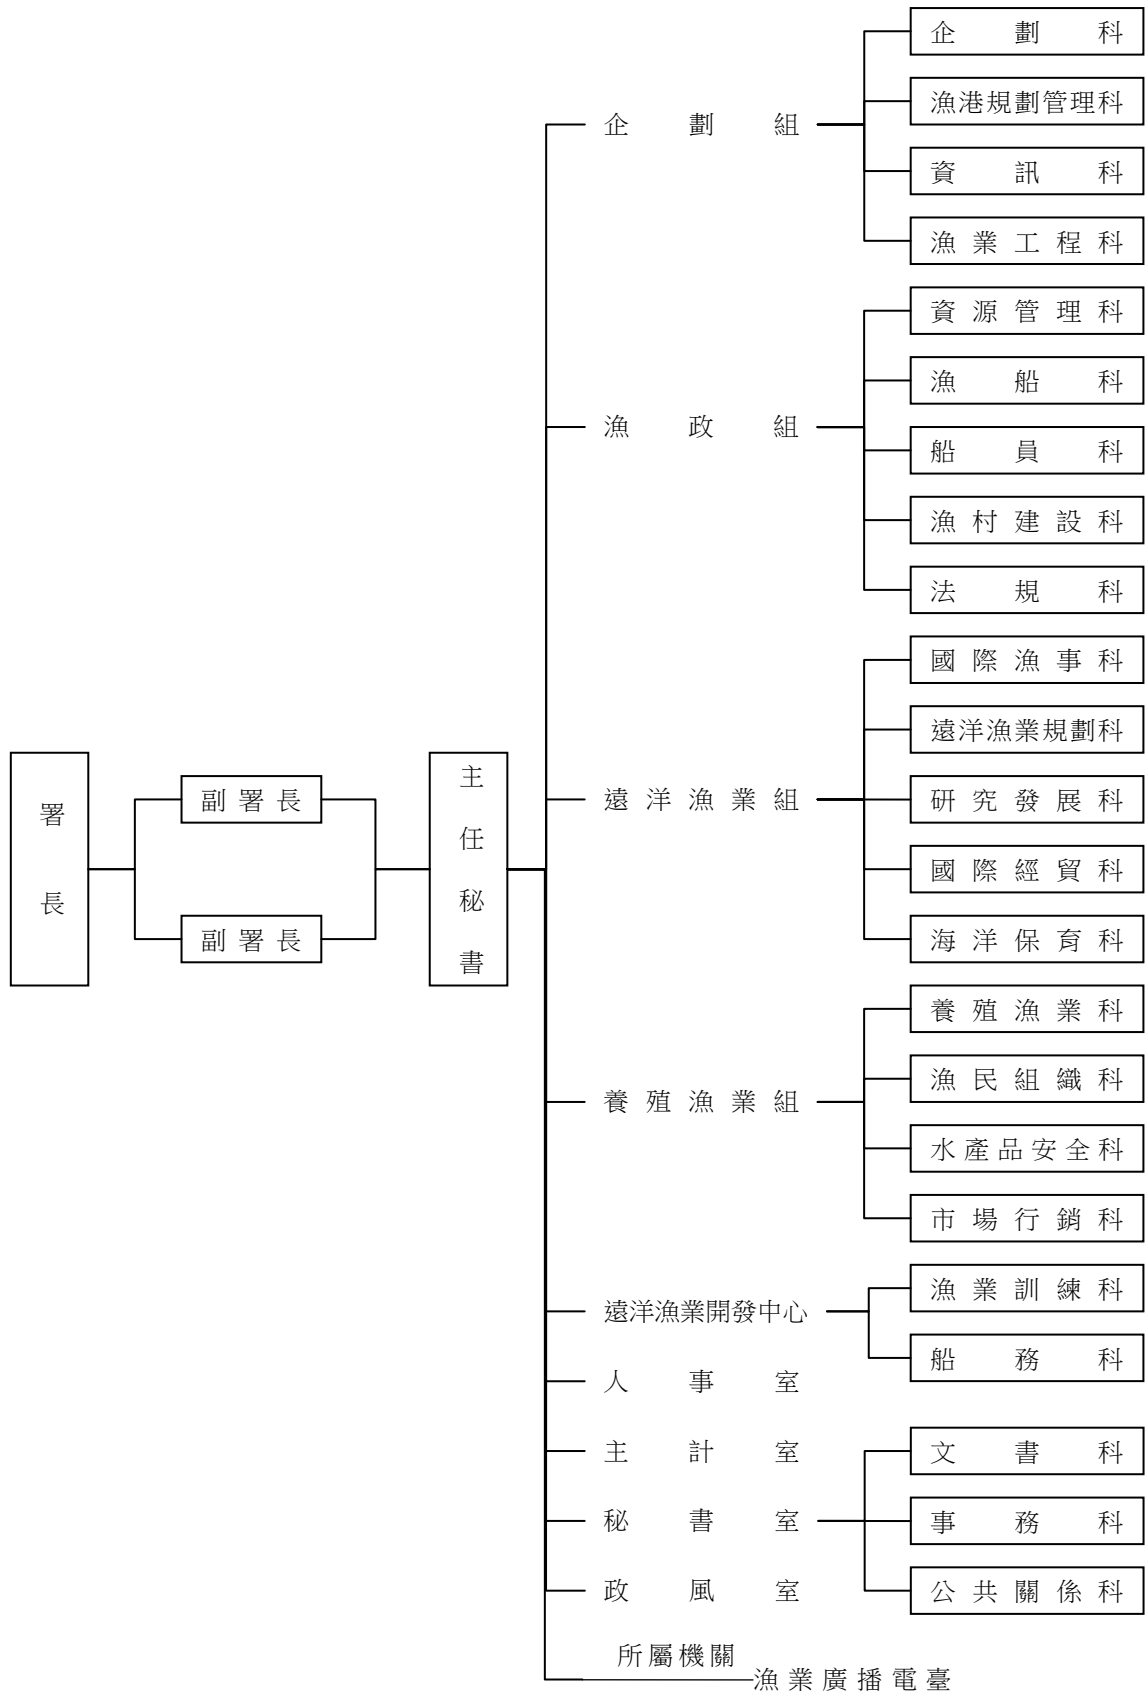 署長
副署長
副署長
主任秘書
企劃組
企劃科
漁港規劃管理科
資訊科
漁業工程科
漁政組
資源管理科
漁船科
船員科
漁村建設科
法規科
遠洋漁業組
國際漁事科
遠洋漁業規劃科
研究發展科
國際經貿科
海洋保育科
養殖漁業組
養殖漁業科
漁民組織科
水產品安全科
市場行銷科
遠洋漁業開發中心
漁業訓練科
船務科
人事室
主計室
秘書室
文書科
事務科
公共關係科
政風室
所屬機關
漁業廣播電臺